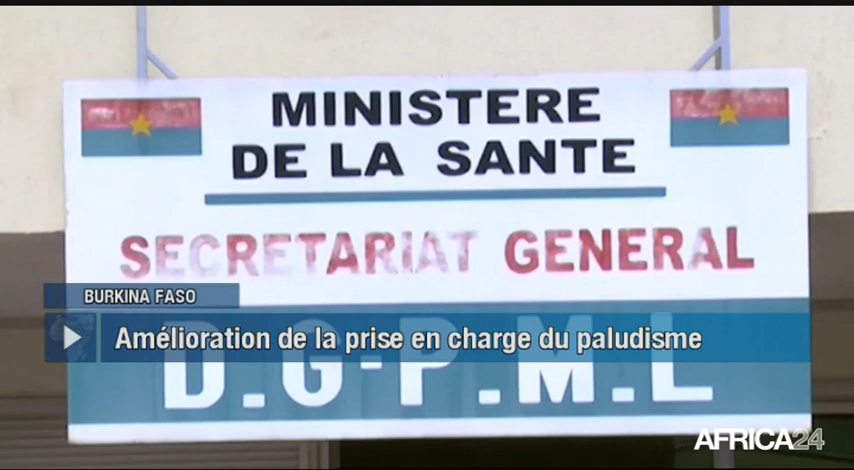 MINISTERE
DE LA SANTE
SECRETARIAT GENERAL
BURKINA FASO
Amélioration de la prise en charge du paludisme
D.G-P.M.L
AFRICA24